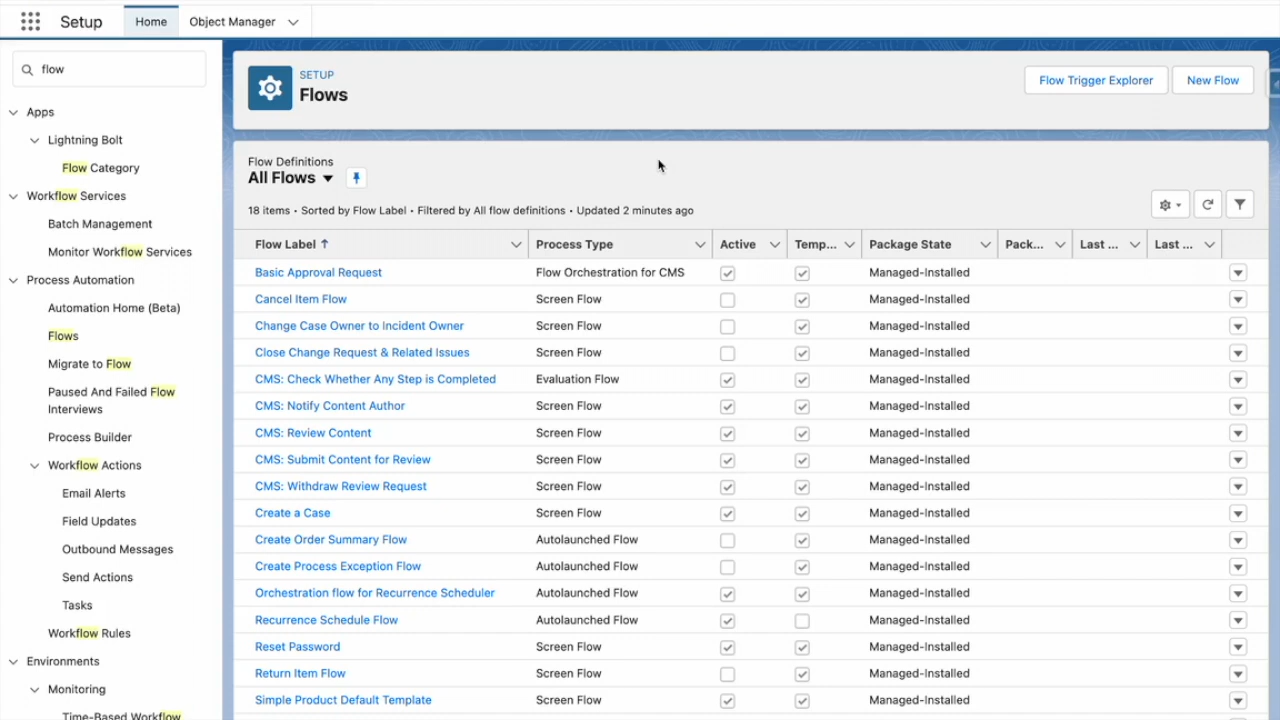 Setup
Home
Object Manager
flow
Apps
Lightning Bolt
Flow Category
Workflow Services
Batch Management
Monitor Workflow Services
Process Automation
Automation Home (Beta)
Flows
Migrate to Flow
Paused And Failed Flow
Interviews
Process Builder
Workflow Actions
Email Alerts
Field Updates
Outbound Messages
Send Actions
Tasks
Workflow Rules
Environments
Monitoring
Time-Based Workflow
SETUP
Flows
Flow Trigger Explorer
New Flow
Flow Definitions
All Flows
18 items • Sorted by Flow Label • Filtered by All flow definitions • Updated 2 minutes ago
Flow Label Process Type Active Temp... Package State Pack... Last ... Last ...
Basic Approval Request Flow Orchestration for CMS Managed-Installed
Cancel Item Flow Screen Flow Managed-Installed
Change Case Owner to Incident Owner Screen Flow Managed-Installed
Close Change Request & Related Issues Screen Flow Managed-Installed
CMS: Check Whether Any Step is Completed Evaluation Flow Managed-Installed
CMS: Notify Content Author Screen Flow Managed-Installed
CMS: Review Content Screen Flow Managed-Installed
CMS: Submit Content for Review Screen Flow Managed-Installed
CMS: Withdraw Review Request Screen Flow Managed-Installed
Create a Case Screen Flow Managed-Installed
Create Order Summary Flow Autolaunched Flow Managed-Installed
Create Process Exception Flow Autolaunched Flow Managed-Installed
Orchestration flow for Recurrence Scheduler Autolaunched Flow Managed-Installed
Recurrence Schedule Flow Autolaunched Flow Managed-Installed
Reset Password Screen Flow Managed-Installed
Return Item Flow Screen Flow Managed-Installed
Simple Product Default Template Screen Flow Managed-Installed